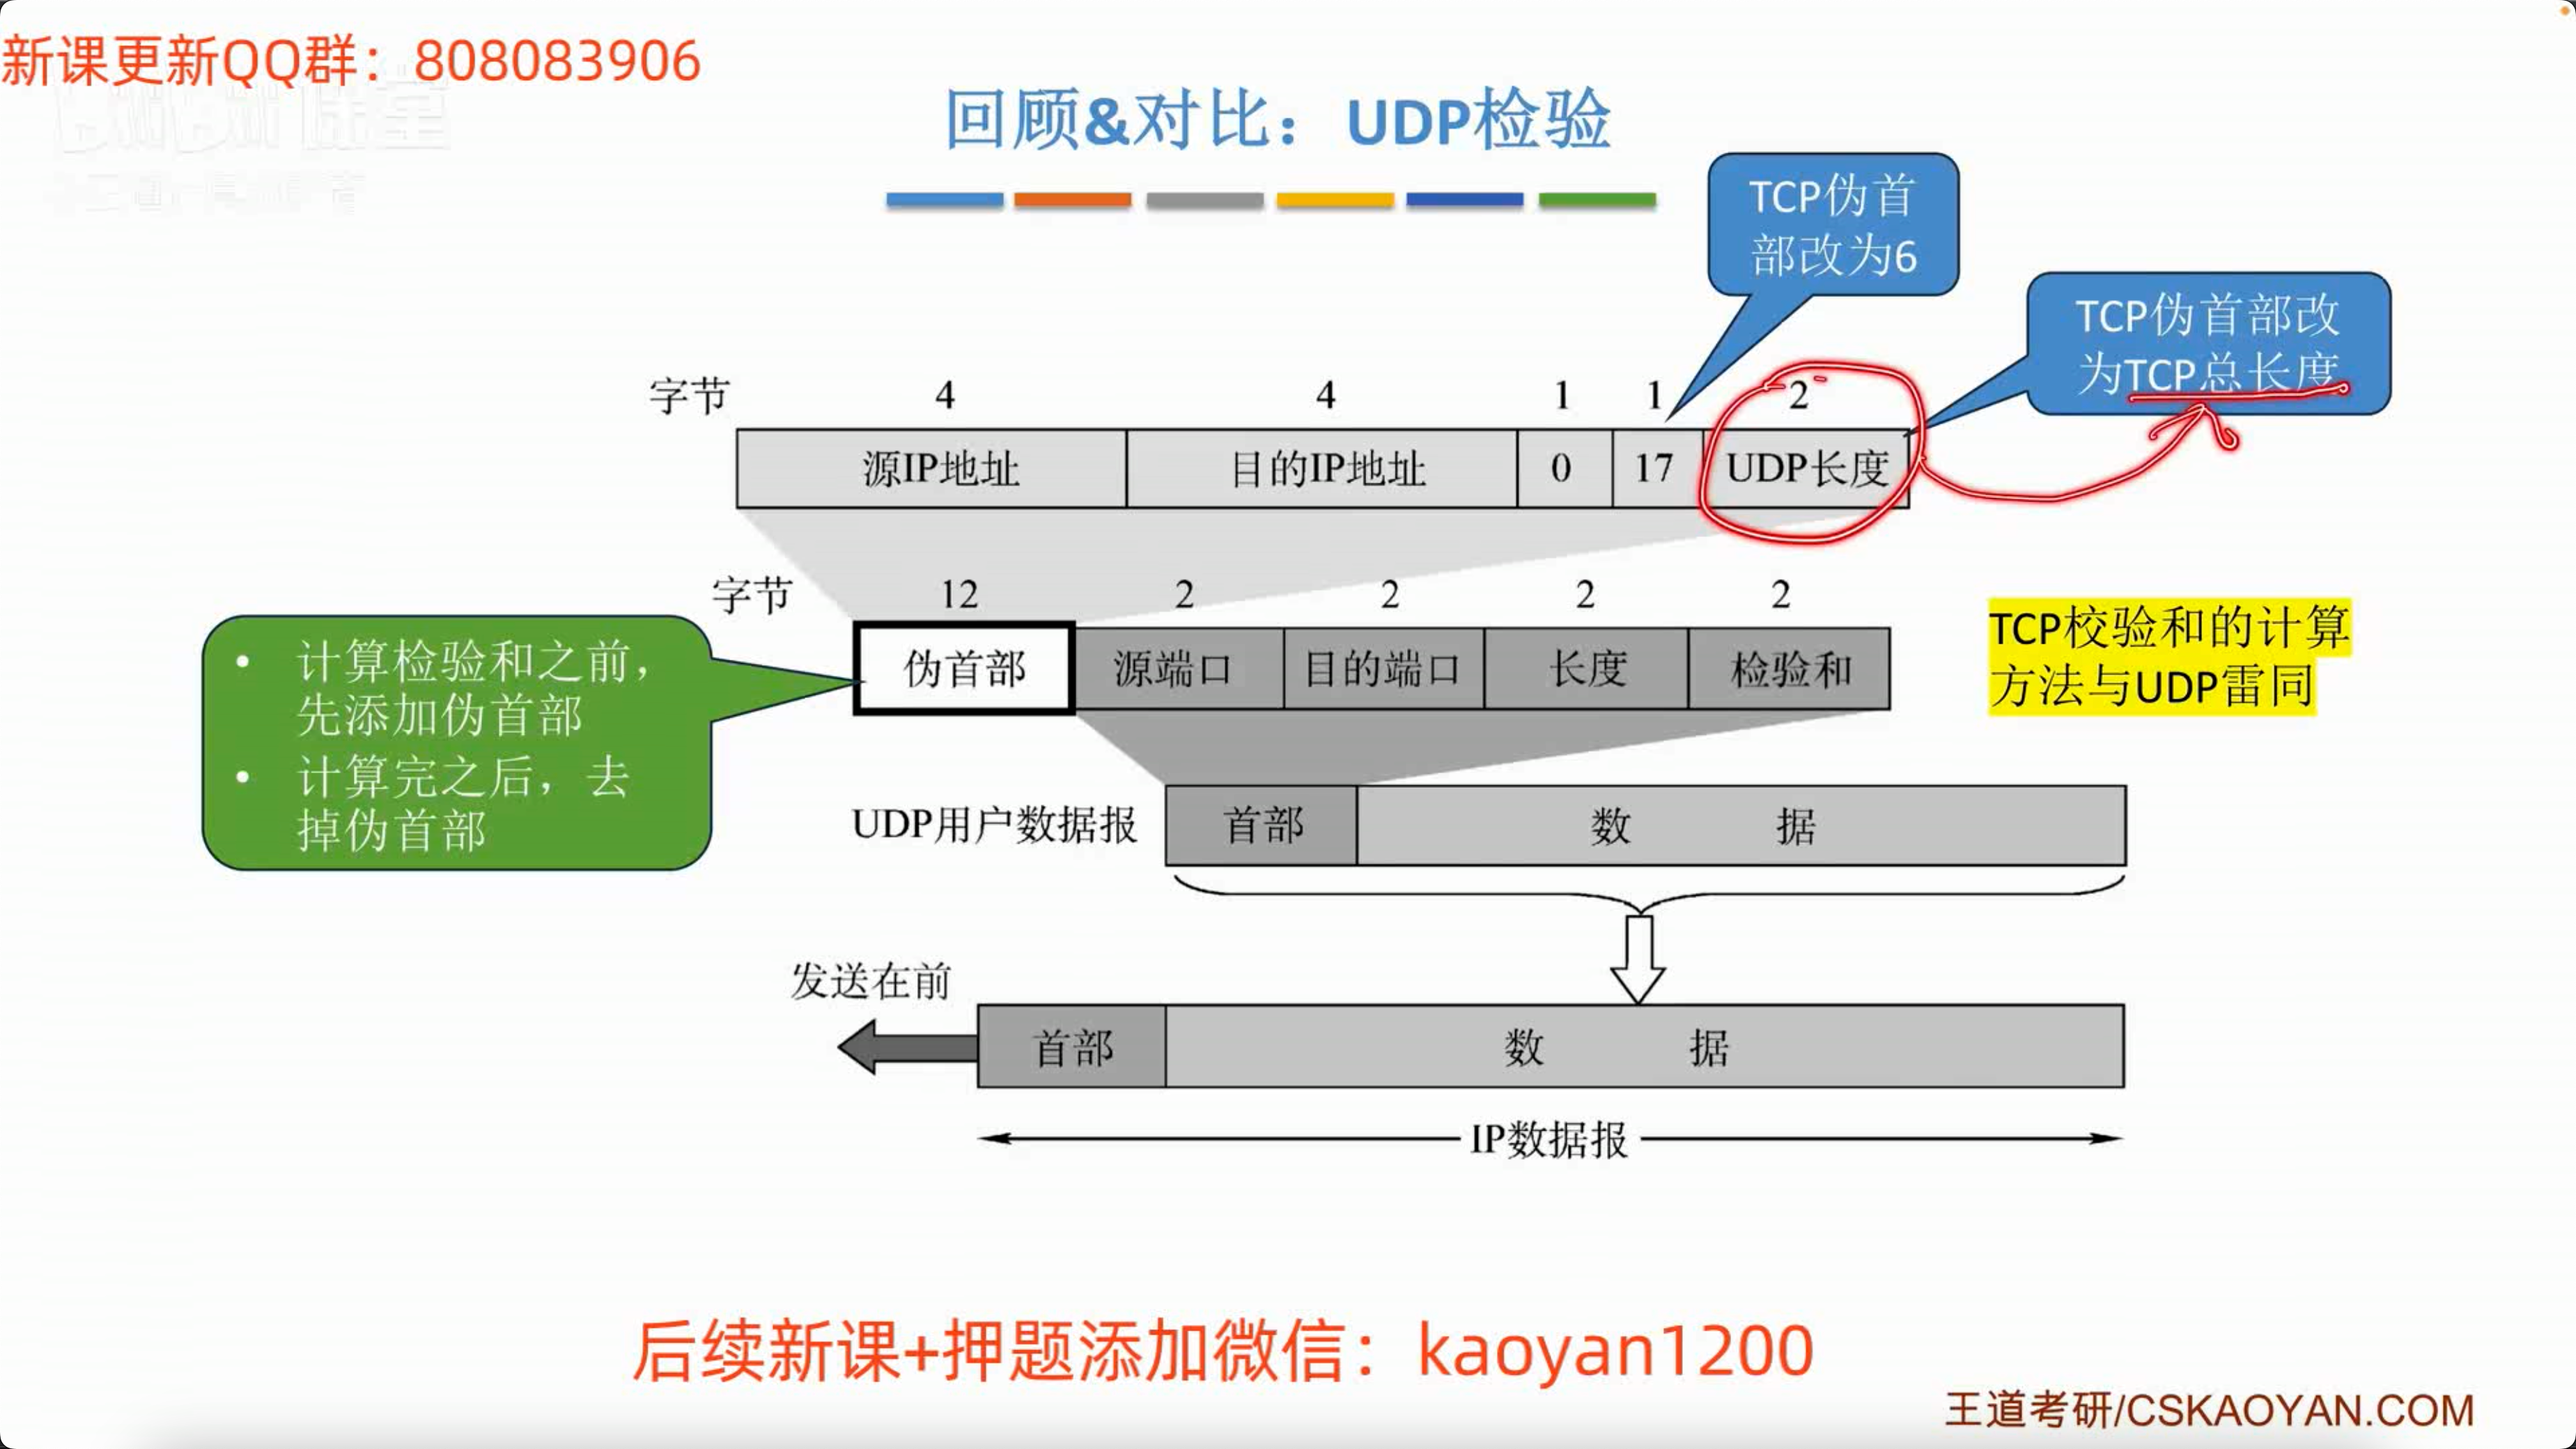 新课更新QQ群：808083906
回顾&对比：UDP检验
TCP伪首
部改为6
TCP伪首部改
为TCP总长度
字节 4 4 1 1 2
源IP地址 目的IP地址 0 17 UDP长度
字节 12 2 2 2 2
伪首部 源端口 目的端口 长度 检验和
• 计算检验和之前，
先添加伪首部
• 计算完之后，去
掉伪首部
TCP校验和的计算
方法与UDP雷同
UDP用户数据报 首部 数 据
发送在前
首部 数 据
IP数据报
后续新课+押题添加微信：kaoyan1200
王道考研/CSKAOYAN.COM